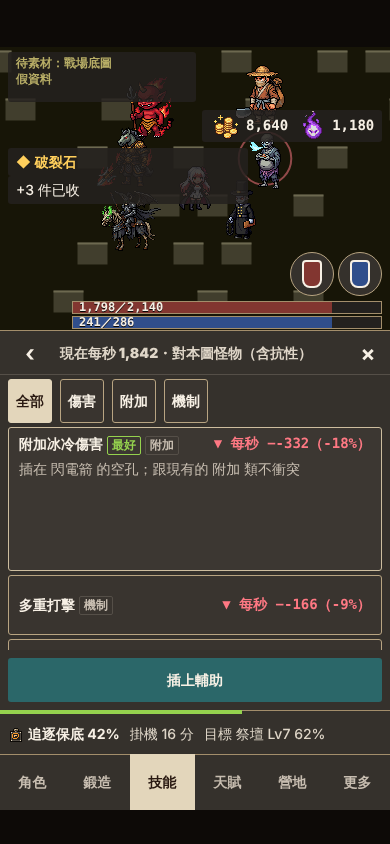 待素材：戰場底圖
假資料
8,640 1,180
◆ 破裂石
+3 件已收
1,798／2,140
241／286
‹ 現在每秒 1,842・對本圖怪物（含抗性） ×
全部 傷害 附加 機制
附加冰冷傷害 最好 附加 ▼ 每秒 −-332（-18%）
插在 閃電箭 的空孔；跟現有的 附加 類不衝突
多重打擊 機制 ▼ 每秒 −-166（-9%）
插上輔助
追逐保底 42% 掛機 16 分 目標 祭壇 Lv7 62%
角色 鍛造 技能 天賦 營地 更多